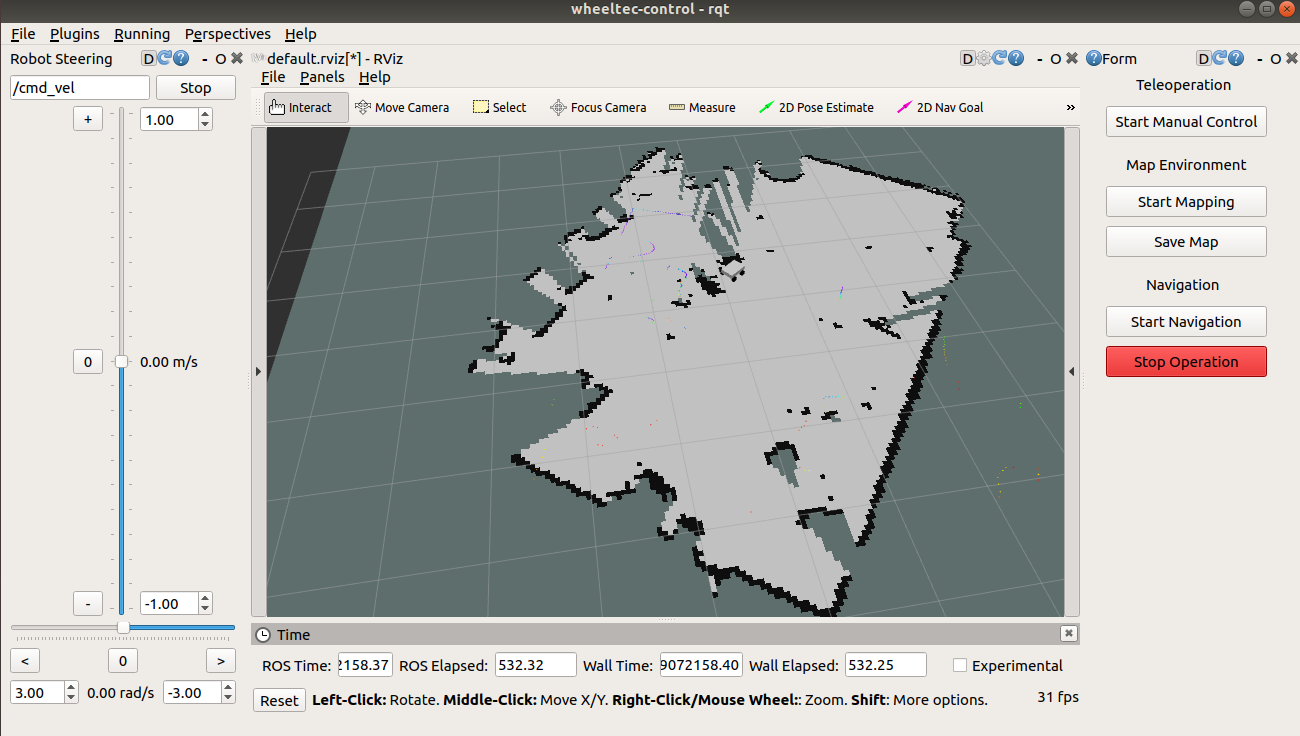 wheeltec-control - rqt
File Plugins Running Perspectives Help
Robot Steering
D
- O
default.rviz[*] - RViz
D
- O
Form
D
- O
/cmd_vel
Stop
File Panels Help
Teleoperation
Interact Move Camera Select Focus Camera Measure 2D Pose Estimate 2D Nav Goal »
+
1.00
Start Manual Control
Map Environment
Start Mapping
Save Map
Navigation
Start Navigation
0
0.00 m/s
Stop Operation
-
-1.00
Time
<
0
>
ROS Time: 2158.37 ROS Elapsed: 532.32 Wall Time: 9072158.40 Wall Elapsed: 532.25 Experimental
3.00
0.00 rad/s
-3.00
Reset Left-Click: Rotate. Middle-Click: Move X/Y. Right-Click/Mouse Wheel:: Zoom. Shift: More options.
31 fps